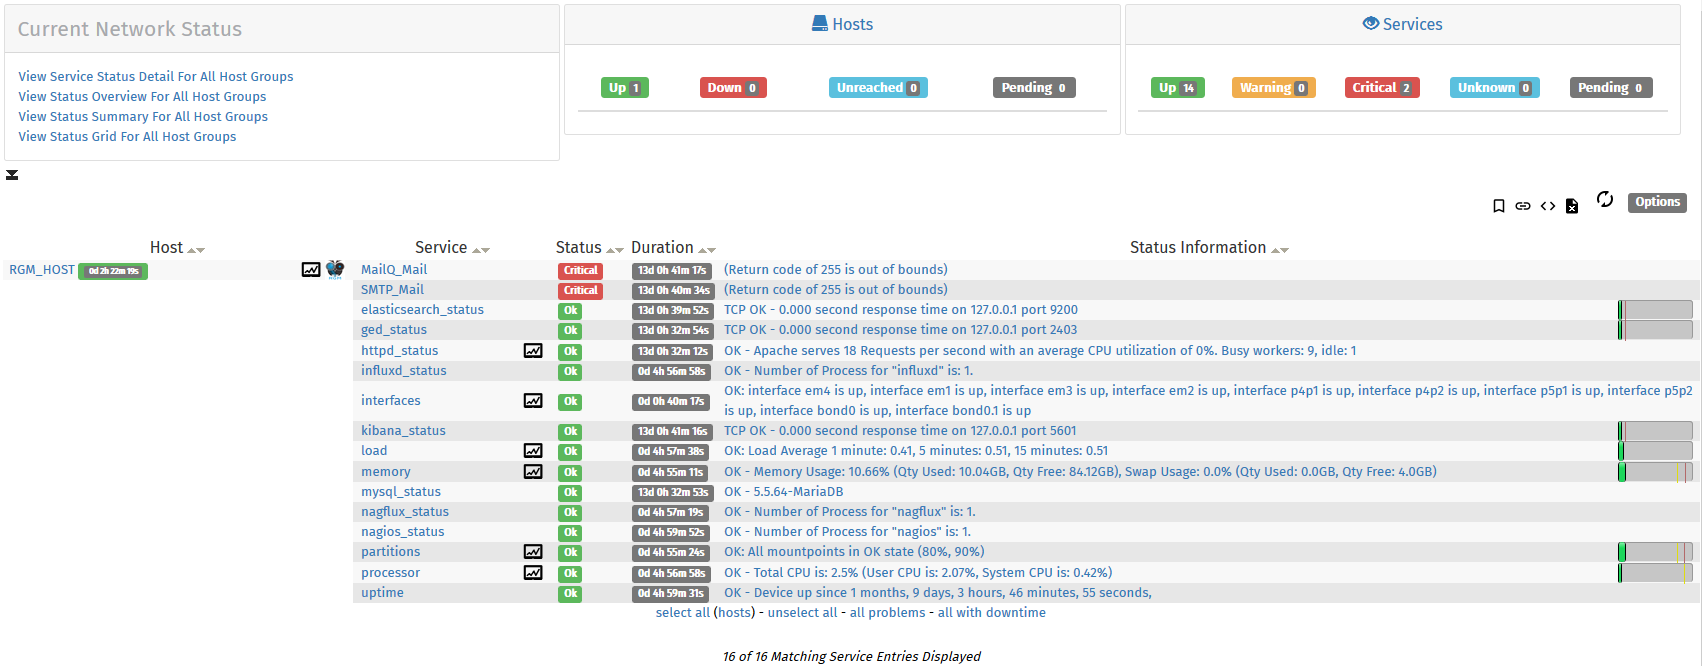 Current Network Status
View Service Status Detail For All Host Groups
View Status Overview For All Host Groups
View Status Summary For All Host Groups
View Status Grid For All Host Groups
Hosts
Up 1 Down 0 Unreached 0 Pending 0
Services
Up 14 Warning 0 Critical 2 Unknown 0 Pending 0
Options
Host Service Status Duration Status Information
RGM_HOST 0d 2h 22m 19s MailQ_Mail Critical 13d 0h 41m 17s (Return code of 255 is out of bounds)
SMTP_Mail Critical 13d 0h 40m 34s (Return code of 255 is out of bounds)
elasticsearch_status Ok 13d 0h 39m 52s TCP OK - 0.000 second response time on 127.0.0.1 port 9200
ged_status Ok 13d 0h 32m 54s TCP OK - 0.000 second response time on 127.0.0.1 port 2403
httpd_status Ok 13d 0h 32m 12s OK - Apache serves 18 Requests per second with an average CPU utilization of 0%. Busy workers: 9, idle: 1
influxd_status Ok 0d 4h 56m 58s OK - Number of Process for "influxd" is: 1.
interfaces Ok 0d 0h 40m 17s OK: interface em4 is up, interface em1 is up, interface em3 is up, interface em2 is up, interface p4p1 is up, interface p4p2 is up, interface p5p1 is up, interface p5p2
is up, interface bond0 is up, interface bond0.1 is up
kibana_status Ok 13d 0h 41m 16s TCP OK - 0.000 second response time on 127.0.0.1 port 5601
load Ok 0d 4h 57m 38s OK: Load Average 1 minute: 0.41, 5 minutes: 0.51, 15 minutes: 0.51
memory Ok 0d 4h 55m 11s OK - Memory Usage: 10.66% (Qty Used: 10.04GB, Qty Free: 84.12GB), Swap Usage: 0.0% (Qty Used: 0.0GB, Qty Free: 4.0GB)
mysql_status Ok 13d 0h 32m 53s OK - 5.5.64-MariaDB
nagflux_status Ok 0d 4h 57m 19s OK - Number of Process for "nagflux" is: 1.
nagios_status Ok 0d 4h 59m 52s OK - Number of Process for "nagios" is: 1.
partitions Ok 0d 4h 55m 24s OK: All mountpoints in OK state (80%, 90%)
processor Ok 0d 4h 56m 58s OK - Total CPU is: 2.5% (User CPU is: 2.07%, System CPU is: 0.42%)
uptime Ok 0d 4h 59m 31s OK - Device up since 1 months, 9 days, 3 hours, 46 minutes, 55 seconds,
select all (hosts) - unselect all - all problems - all with downtime
16 of 16 Matching Service Entries Displayed